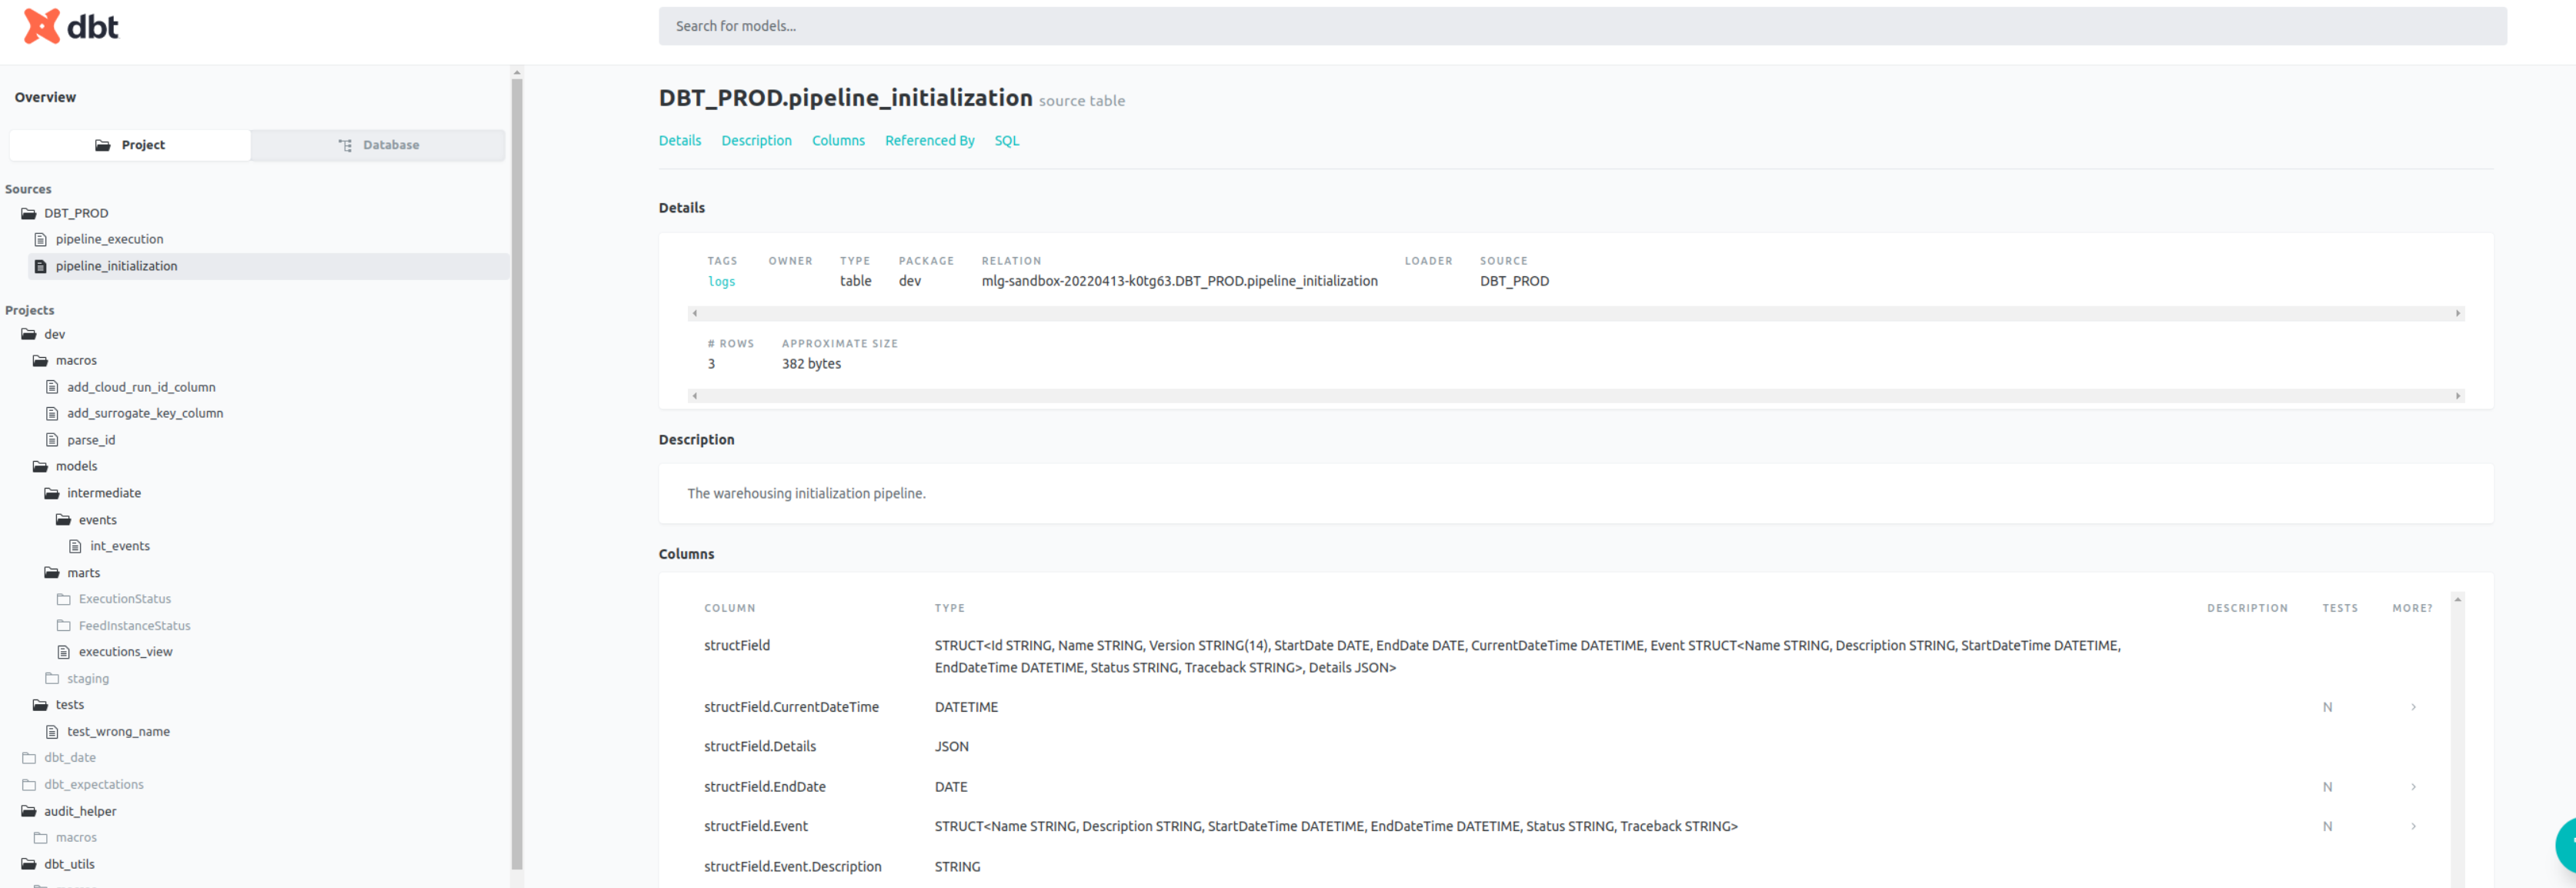 dbt
Search for models...
Overview
Project
Database
Sources
DBT_PROD
pipeline_execution
pipeline_initialization
Projects
dev
macros
add_cloud_run_id_column
add_surrogate_key_column
parse_id
models
intermediate
events
int_events
marts
ExecutionStatus
FeedInstanceStatus
executions_view
staging
tests
test_wrong_name
dbt_date
dbt_expectations
audit_helper
macros
dbt_utils
DBT_PROD.pipeline_initialization source table
Details Description Columns Referenced By SQL
Details
TAGS OWNER TYPE PACKAGE RELATION LOADER SOURCE
logs table dev mlg-sandbox-20220413-k0tg63.DBT_PROD.pipeline_initialization DBT_PROD
# ROWS APPROXIMATE SIZE
3 382 bytes
Description
The warehousing initialization pipeline.
Columns
COLUMN TYPE DESCRIPTION TESTS MORE?
structField STRUCT<Id STRING, Name STRING, Version STRING(14), StartDate DATE, EndDate DATE, CurrentDateTime DATETIME, Event STRUCT<Name STRING, Description STRING, StartDateTime DATETIME,
EndDateTime DATETIME, Status STRING, Traceback STRING>, Details JSON>
structField.CurrentDateTime DATETIME N
structField.Details JSON
structField.EndDate DATE N
structField.Event STRUCT<Name STRING, Description STRING, StartDateTime DATETIME, EndDateTime DATETIME, Status STRING, Traceback STRING> N
structField.Event.Description STRING